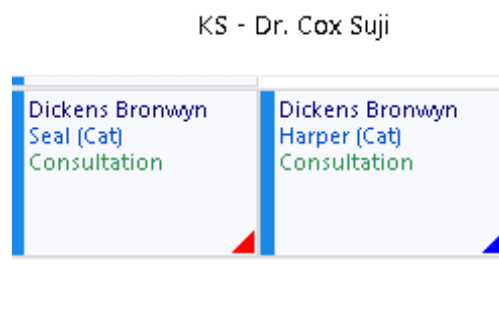 KS - Dr. Cox Suji
Dickens Bronwyn
Seal (Cat)
Consultation
Dickens Bronwyn
Harper (Cat)
Consultation